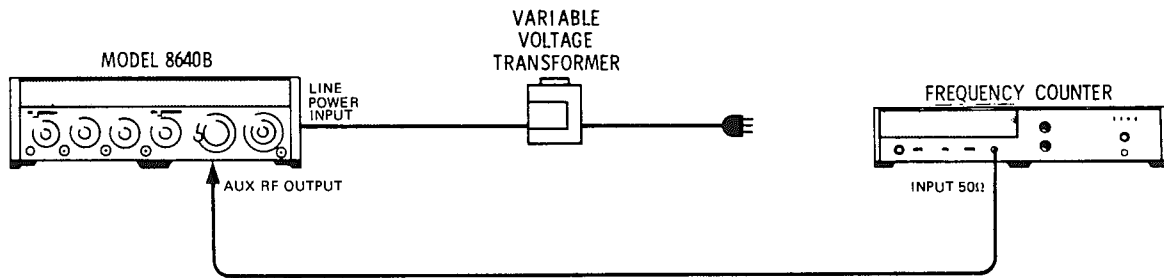 VARIABLE
VOLTAGE
TRANSFORMER
MODEL 8640B
LINE
POWER
INPUT
FREQUENCY COUNTER
AUX RF OUTPUT
INPUT 50Ω